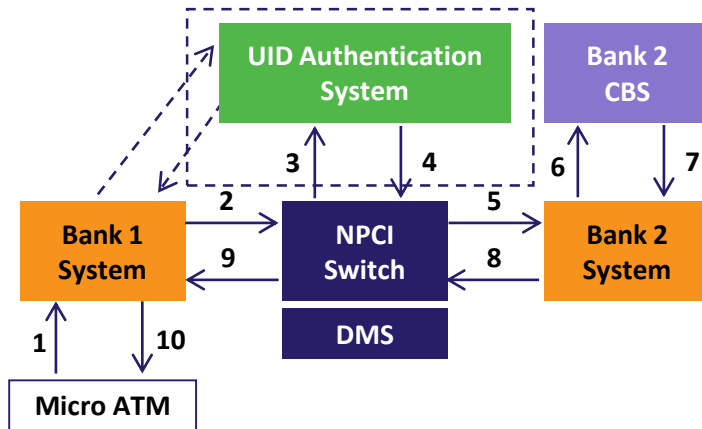 UID Authentication
System
Bank 2
CBS
3
4
6
7
2
5
Bank 1
System
NPCI
Switch
Bank 2
System
9
8
DMS
1
10
Micro ATM